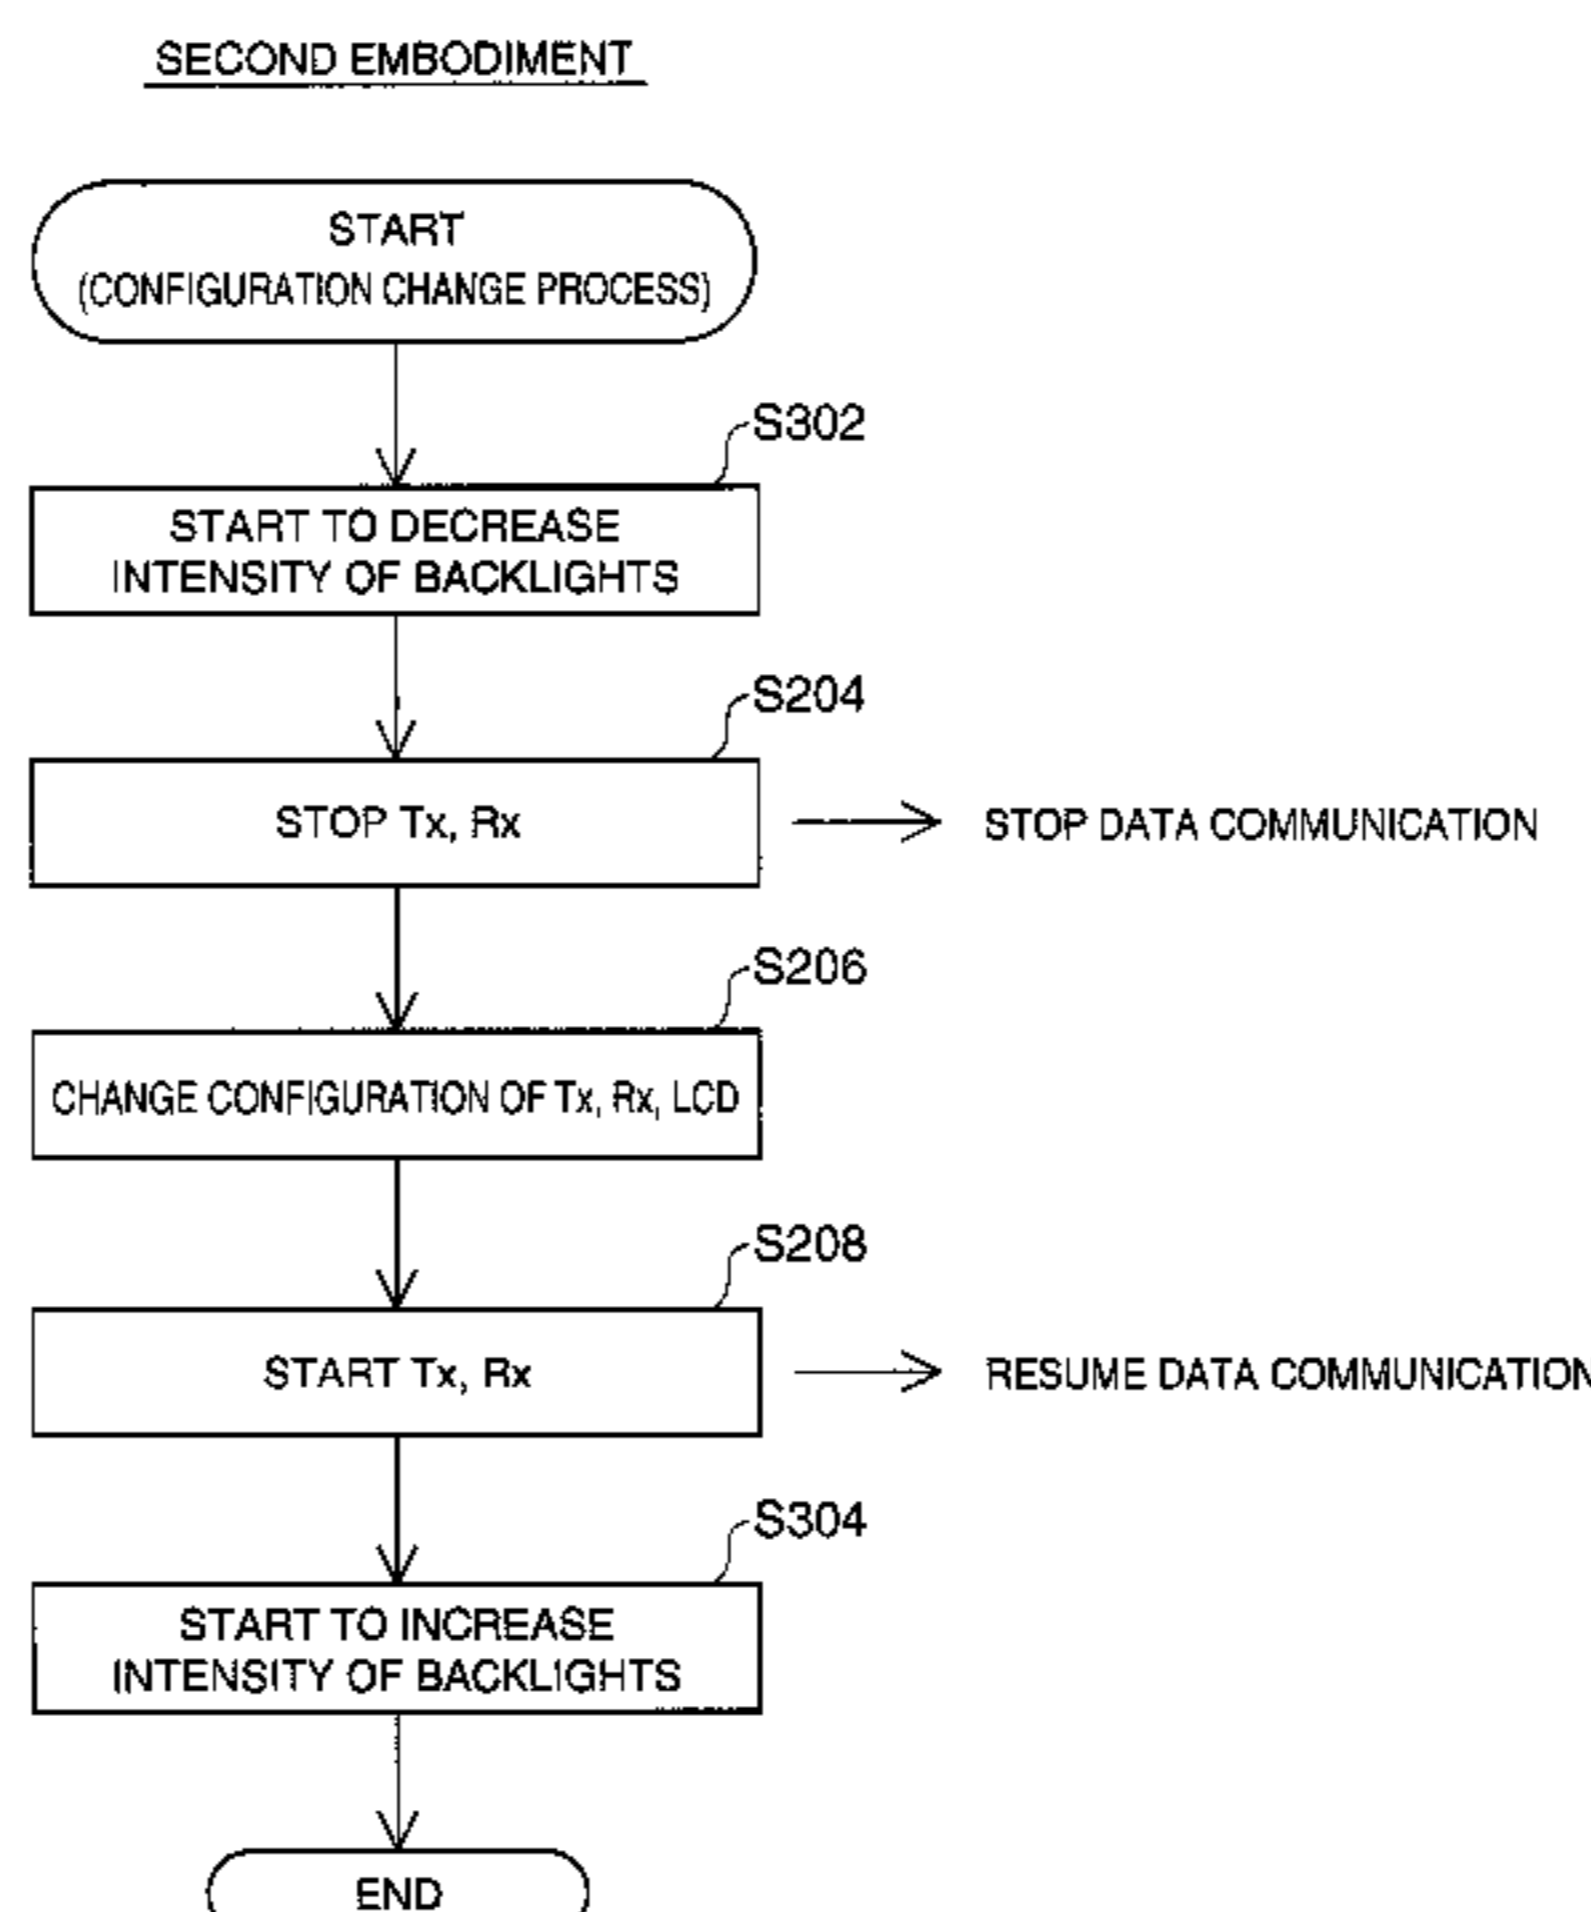 SECOND EMBODIMENT
START
(CONFIGURATION CHANGE PROCESS)
S302
START TO DECREASE
INTENSITY OF BACKLIGHTS
S204
STOP Tx, Rx
STOP DATA COMMUNICATION
S206
CHANGE CONFIGURATION OF Tx, Rx, LCD
S208
START Tx, Rx
RESUME DATA COMMUNICATION
S304
START TO INCREASE
INTENSITY OF BACKLIGHTS
END